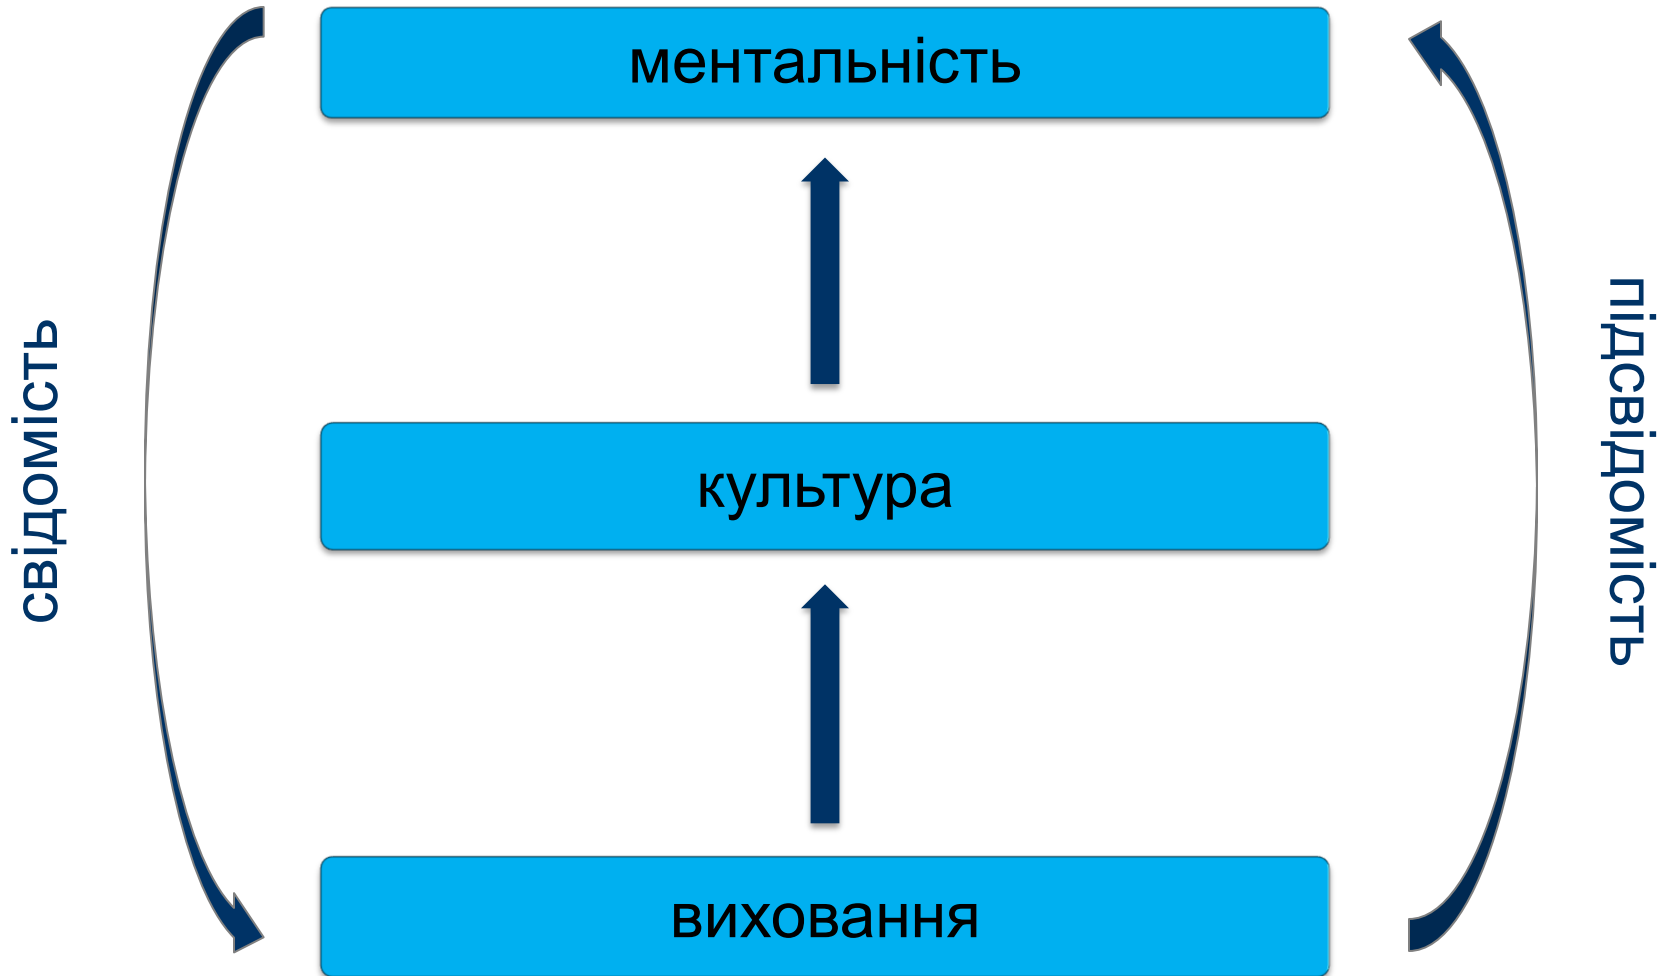 ментальність
свідомість
підсвідомість
культура
виховання